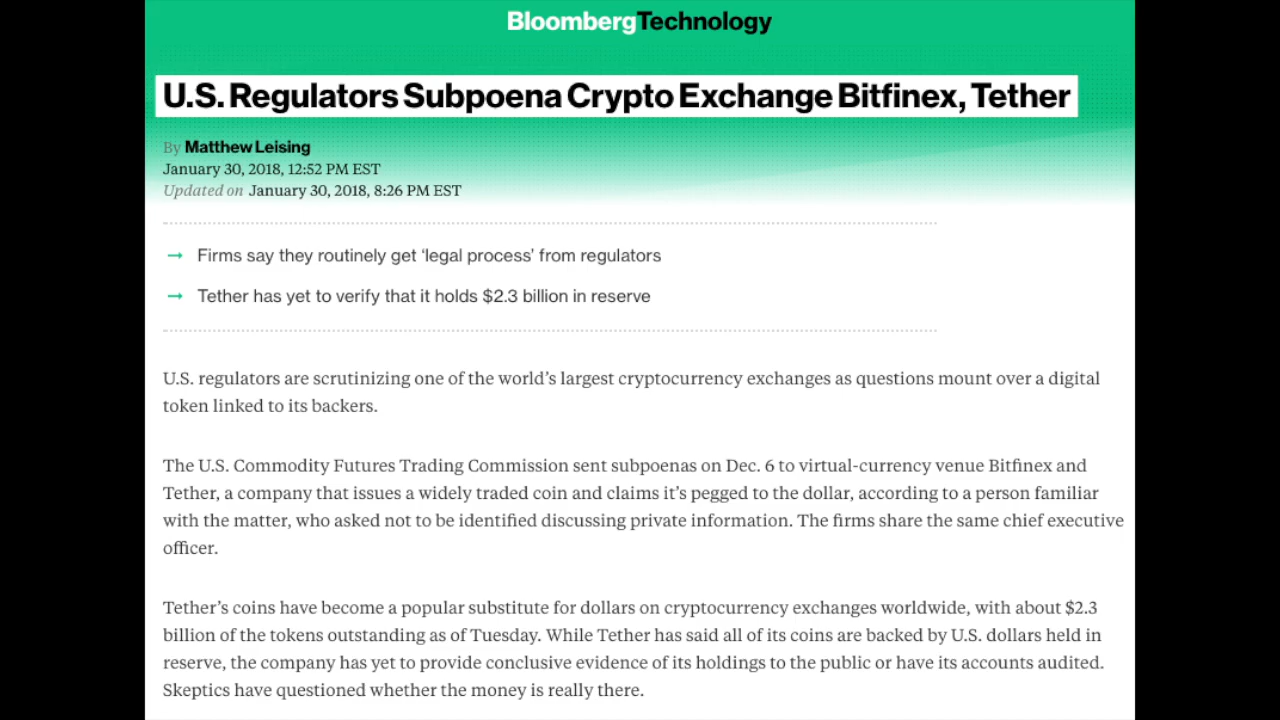 BloombergTechnology
U.S. Regulators Subpoena Crypto Exchange Bitfinex, Tether
By Matthew Leising
January 30, 2018, 12:52 PM EST
Updated on January 30, 2018, 8:26 PM EST
→ Firms say they routinely get ‘legal process’ from regulators
→ Tether has yet to verify that it holds $2.3 billion in reserve
U.S. regulators are scrutinizing one of the world’s largest cryptocurrency exchanges as questions mount over a digital
token linked to its backers.
The U.S. Commodity Futures Trading Commission sent subpoenas on Dec. 6 to virtual-currency venue Bitfinex and
Tether, a company that issues a widely traded coin and claims it’s pegged to the dollar, according to a person familiar
with the matter, who asked not to be identified discussing private information. The firms share the same chief executive
officer.
Tether’s coins have become a popular substitute for dollars on cryptocurrency exchanges worldwide, with about $2.3
billion of the tokens outstanding as of Tuesday. While Tether has said all of its coins are backed by U.S. dollars held in
reserve, the company has yet to provide conclusive evidence of its holdings to the public or have its accounts audited.
Skeptics have questioned whether the money is really there.